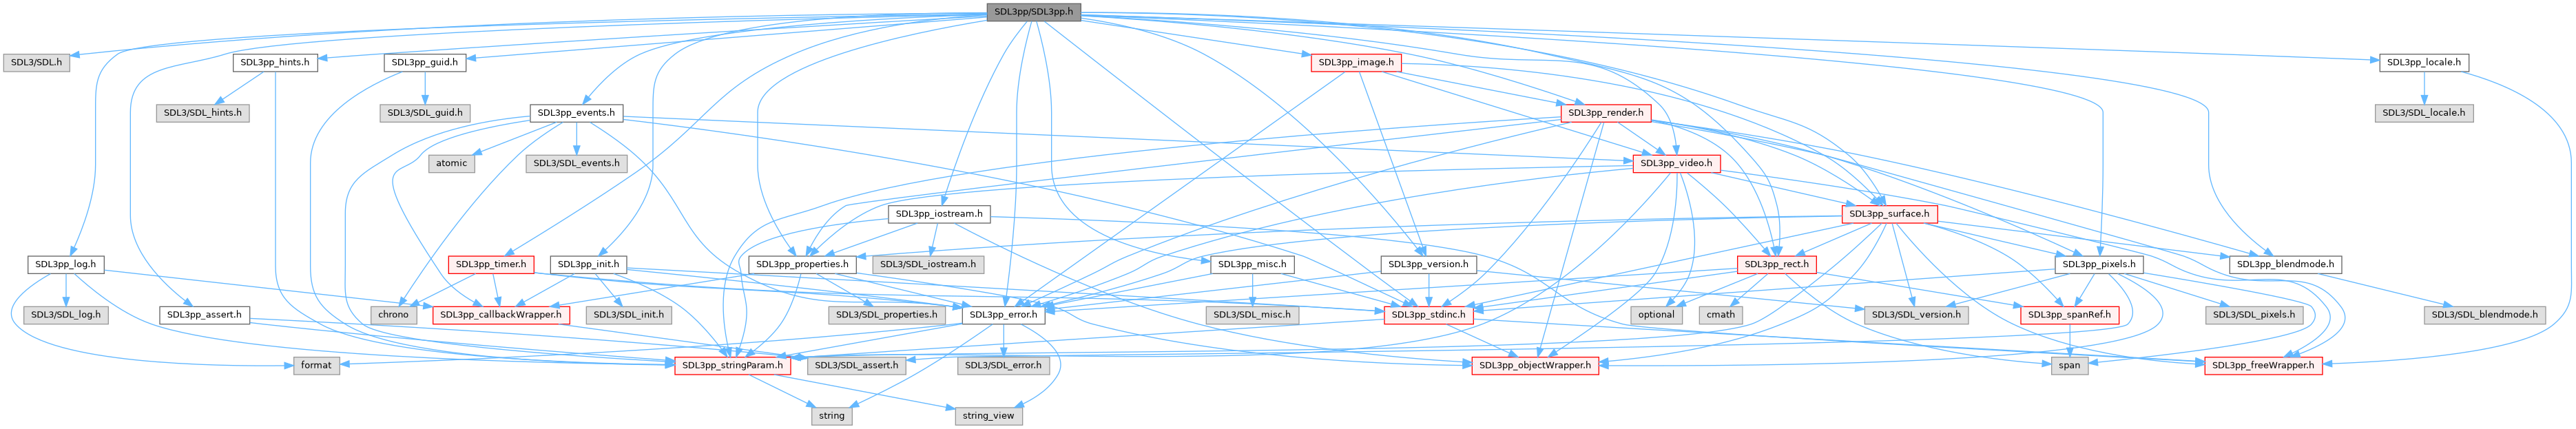 SDL3pp/SDL3pp.h
SDL3/SDL.h
SDL3pp_hints.h
SDL3pp_guid.h
SDL3pp_image.h
SDL3pp_locale.h
SDL3/SDL_hints.h
SDL3/SDL_guid.h
SDL3pp_events.h
SDL3pp_render.h
SDL3/SDL_locale.h
atomic
SDL3/SDL_events.h
SDL3pp_video.h
SDL3pp_iostream.h
SDL3pp_surface.h
SDL3pp_log.h
SDL3pp_timer.h
SDL3pp_init.h
SDL3pp_properties.h
SDL3/SDL_iostream.h
SDL3pp_misc.h
SDL3pp_version.h
SDL3pp_rect.h
SDL3pp_pixels.h
SDL3pp_blendmode.h
SDL3/SDL_log.h
SDL3pp_assert.h
chrono
SDL3pp_callbackWrapper.h
SDL3/SDL_init.h
SDL3/SDL_properties.h
SDL3pp_error.h
SDL3/SDL_misc.h
SDL3pp_stdinc.h
optional
cmath
SDL3/SDL_version.h
SDL3pp_spanRef.h
SDL3/SDL_pixels.h
SDL3/SDL_blendmode.h
format
SDL3pp_stringParam.h
SDL3/SDL_assert.h
SDL3/SDL_error.h
SDL3pp_objectWrapper.h
span
SDL3pp_freeWrapper.h
string
string_view